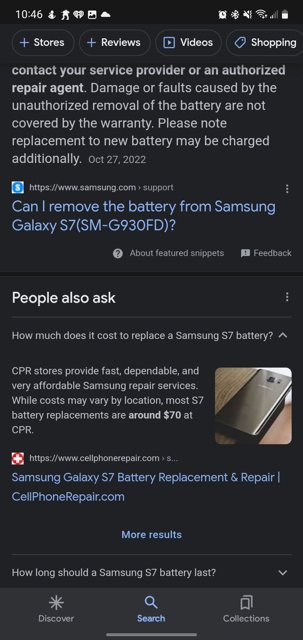 10:46
+ Stores
+ Reviews
Videos
Shopping
contact your service provider or an authorized
repair agent. Damage or faults caused by the
unauthorized removal of the battery are not
covered by the warranty. Please note
replacement to new battery may be charged
additionally. Oct 27, 2022
S
https://www.samsung.com › support
Can I remove the battery from Samsung
Galaxy S7(SM-G930FD)?
About featured snippets
Feedback
People also ask
How much does it cost to replace a Samsung S7 battery?
CPR stores provide fast, dependable, and
very affordable Samsung repair services.
While costs may vary by location, most S7
battery replacements are around $70 at
CPR.
https://www.cellphonerepair.com › s...
Samsung Galaxy S7 Battery Replacement & Repair |
CellPhoneRepair.com
More results
How long should a Samsung S7 battery last?
Discover
Search
Collections